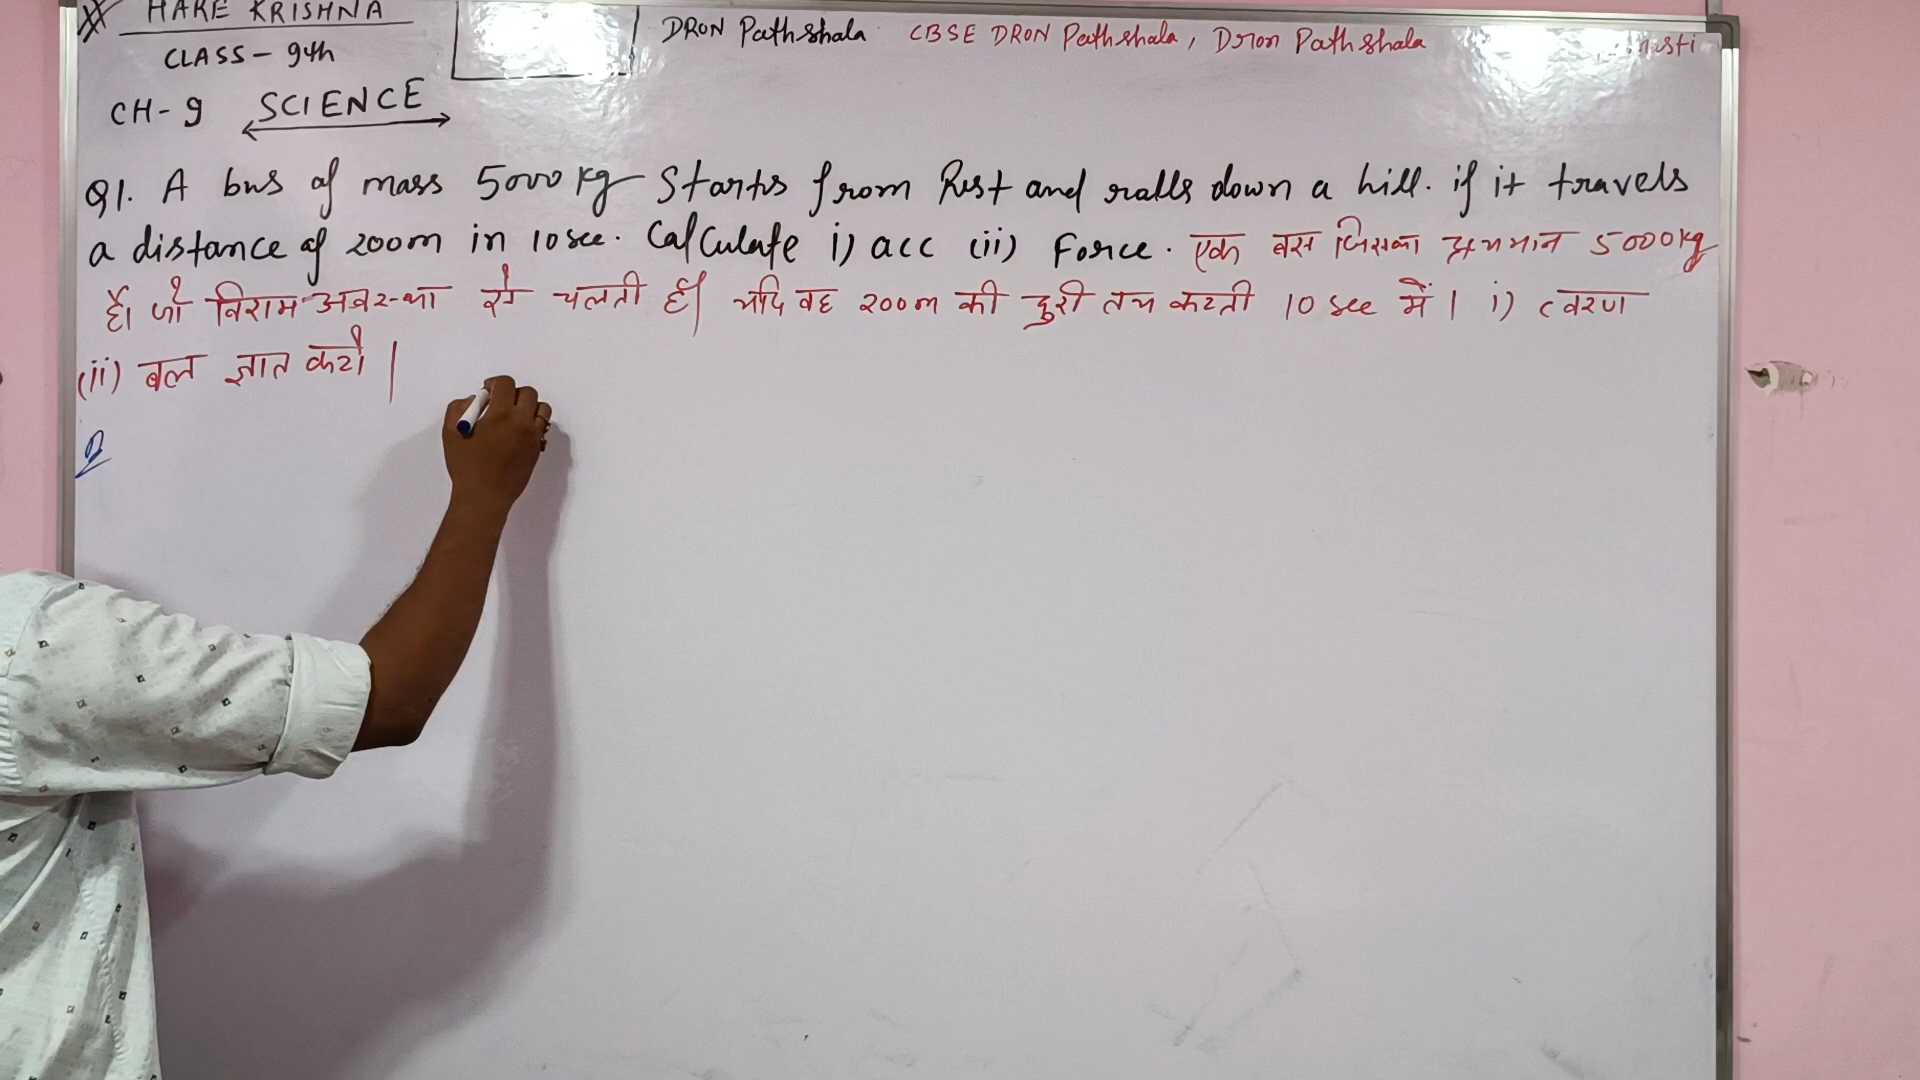 HARE KRISHNA
DRON Pathshala CBSE DRON Pathshala, Dron Pathshala
CLASS - 9th
CH-9 SCIENCE
Q1. A bus of mass 5000 kg Starts from Rest and ralls down a hill. if it travels
a distance of 200m in 10 sec. Calculate i) acc (ii) Force. एक बस जिसका द्रव्यमान 5000kg
है। जो विराम अवस्था से चलती है। यदि वह 200m की दुरी तय करती 10 sec में। i) त्वरण
(ii) बल ज्ञात करो।